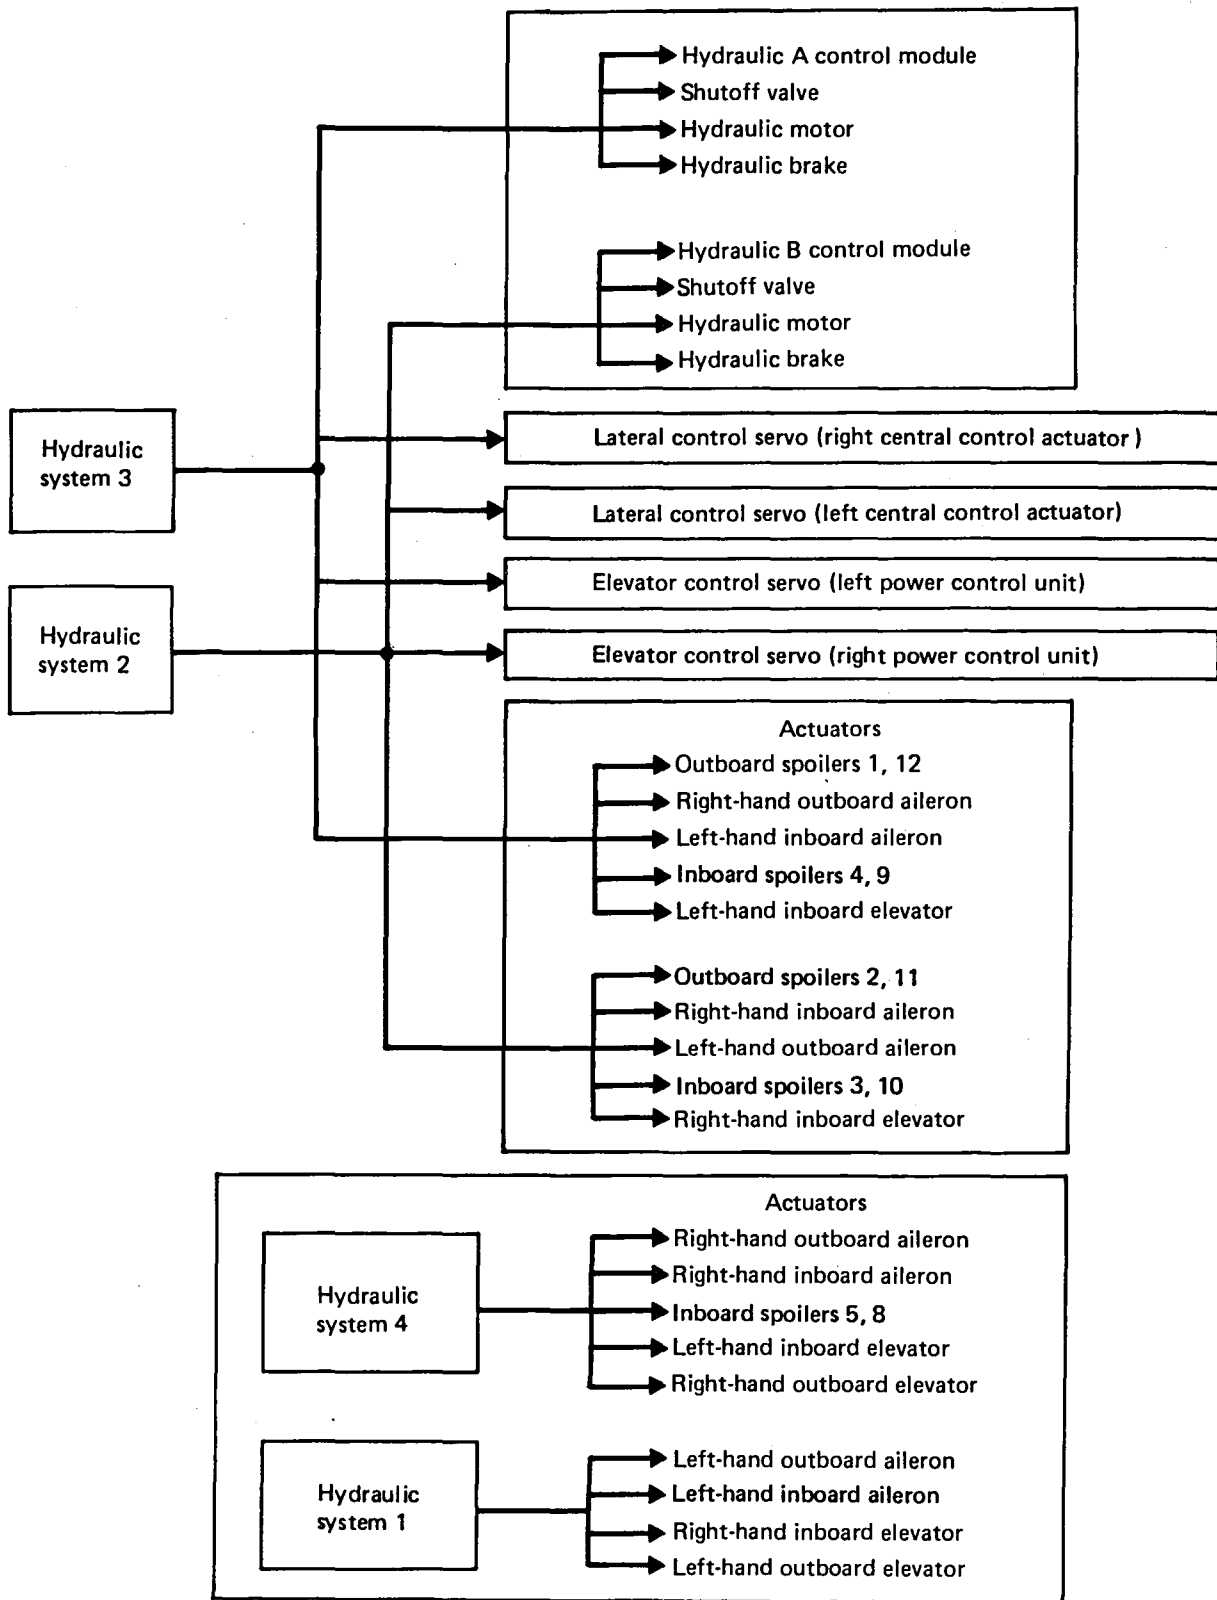 Hydraulic A control module
Shutoff valve
Hydraulic motor
Hydraulic brake
Hydraulic B control module
Shutoff valve
Hydraulic motor
Hydraulic brake
Hydraulic
system 3
Lateral control servo (right central control actuator)
Lateral control servo (left central control actuator)
Elevator control servo (left power control unit)
Hydraulic
system 2
Elevator control servo (right power control unit)
Actuators
Outboard spoilers 1, 12
Right-hand outboard aileron
Left-hand inboard aileron
Inboard spoilers 4, 9
Left-hand inboard elevator
Outboard spoilers 2, 11
Right-hand inboard aileron
Left-hand outboard aileron
Inboard spoilers 3, 10
Right-hand inboard elevator
Actuators
Hydraulic
system 4
Right-hand outboard aileron
Right-hand inboard aileron
Inboard spoilers 5, 8
Left-hand inboard elevator
Right-hand outboard elevator
Hydraulic
system 1
Left-hand outboard aileron
Left-hand inboard aileron
Right-hand inboard elevator
Left-hand outboard elevator